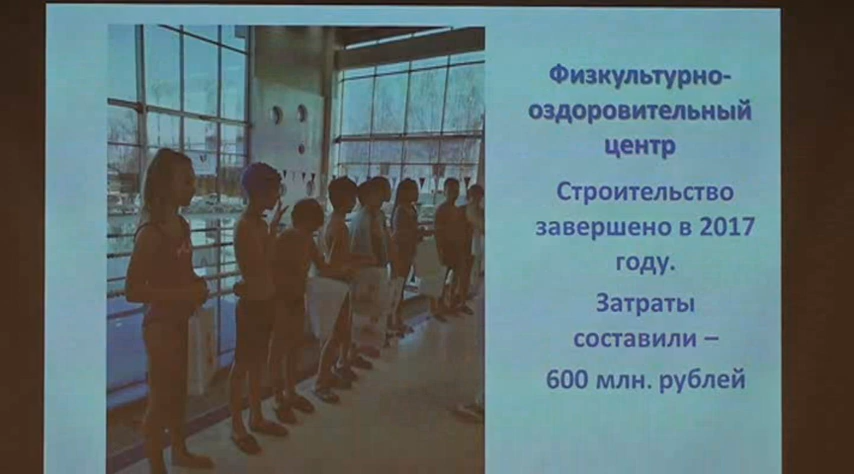 Физкультурно-
оздоровительный
центр
Строительство
завершено в 2017
году.
Затраты
составили –
600 млн. рублей